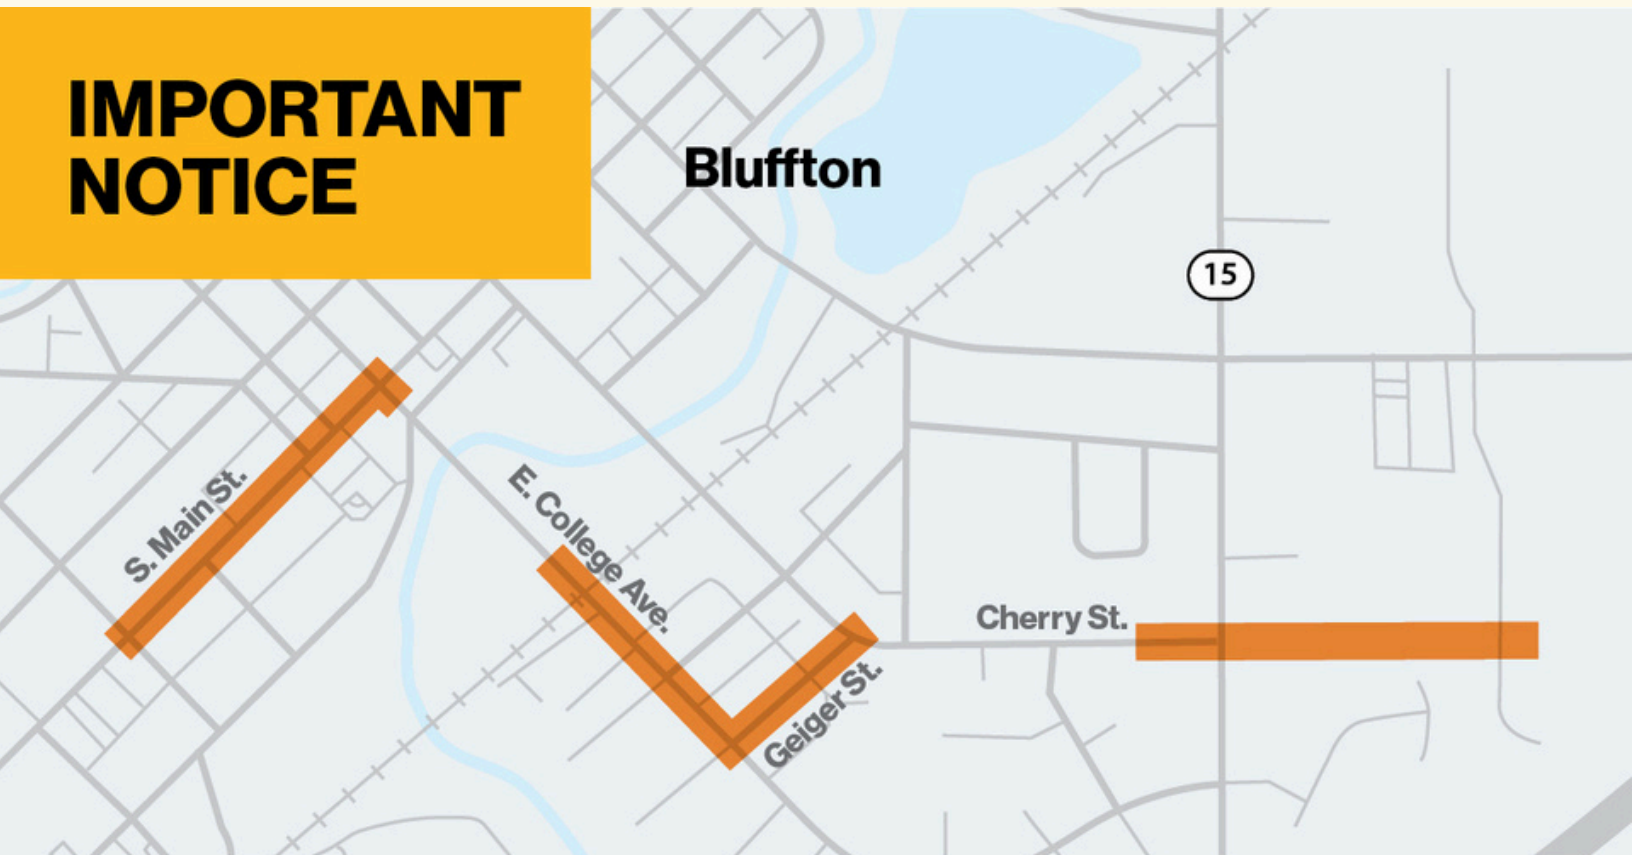 IMPORTANT
NOTICE
Bluffton
15
S. Main St.
E. College Ave.
Cherry St.
Geiger St.